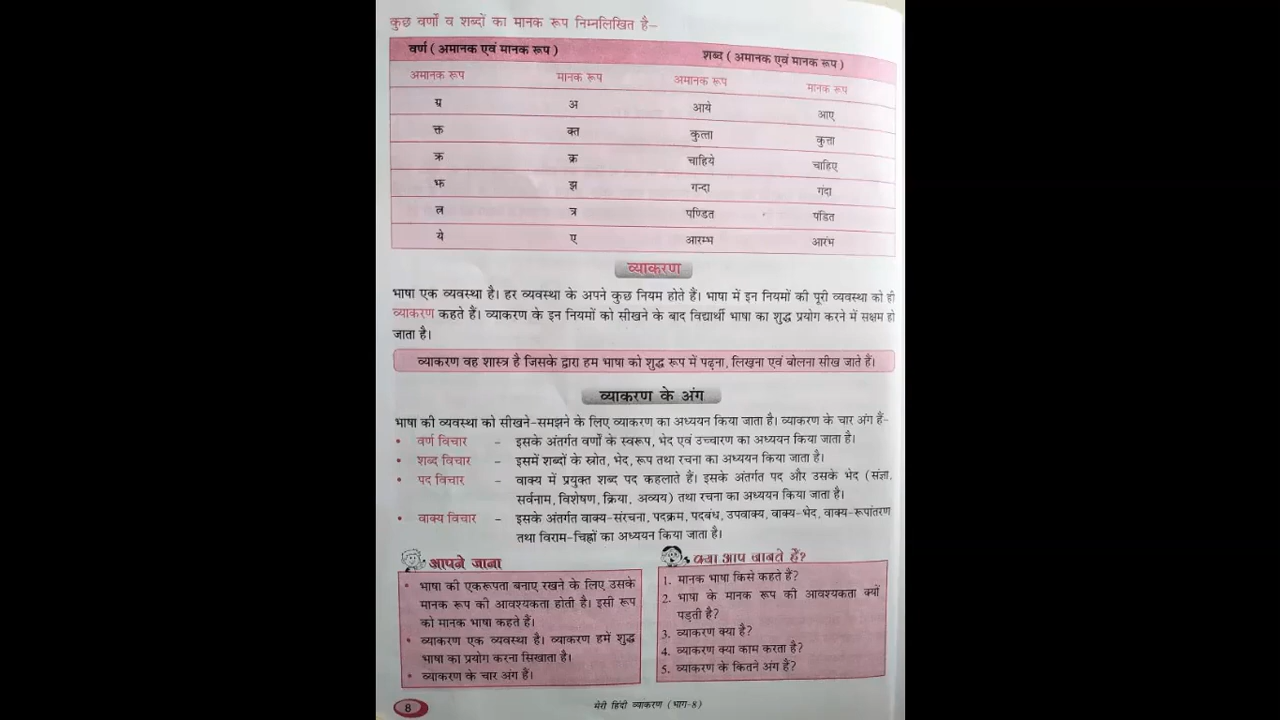 कुछ वर्णों व शब्दों का मानक रूप निम्नलिखित है–
वर्ण ( अमानक एवं मानक रूप ) शब्द ( अमानक एवं मानक रूप )
अमानक रूप मानक रूप अमानक रूप मानक रूप
अ आये आए
क्त कुत्ता कुत्ता
क्र चाहिये चाहिए
झ गन्दा गंदा
त्र पण्डित पंडित
ये ए आरम्भ आरंभ
व्याकरण
भाषा एक व्यवस्था है। हर व्यवस्था के अपने कुछ नियम होते हैं। भाषा में इन नियमों की पूरी व्यवस्था को ही
व्याकरण कहते हैं। व्याकरण के इन नियमों को सीखने के बाद विद्यार्थी भाषा का शुद्ध प्रयोग करने में सक्षम हो
जाता है।
व्याकरण वह शास्त्र है जिसके द्वारा हम भाषा को शुद्ध रूप में पढ़ना, लिखना एवं बोलना सीख जाते हैं।
व्याकरण के अंग
भाषा की व्यवस्था को सीखने-समझने के लिए व्याकरण का अध्ययन किया जाता है। व्याकरण के चार अंग हैं-
• वर्ण विचार – इसके अंतर्गत वर्णों के स्वरूप, भेद एवं उच्चारण का अध्ययन किया जाता है।
• शब्द विचार – इसमें शब्दों के स्रोत, भेद, रूप तथा रचना का अध्ययन किया जाता है।
• पद विचार – वाक्य में प्रयुक्त शब्द पद कहलाते हैं। इसके अंतर्गत पद और उसके भेद (संज्ञा,
सर्वनाम, विशेषण, क्रिया, अव्यय) तथा रचना का अध्ययन किया जाता है।
• वाक्य विचार – इसके अंतर्गत वाक्य-संरचना, पदक्रम, पदबंध, उपवाक्य, वाक्य-भेद, वाक्य-रूपांतरण
तथा विराम-चिह्नों का अध्ययन किया जाता है।
आपने जाना
• भाषा की एकरूपता बनाए रखने के लिए उसके
मानक रूप की आवश्यकता होती है। इसी रूप
को मानक भाषा कहते हैं।
• व्याकरण एक व्यवस्था है। व्याकरण हमें शुद्ध
भाषा का प्रयोग करना सिखाता है।
• व्याकरण के चार अंग हैं।
क्या आप जानते हैं?
1. मानक भाषा किसे कहते हैं?
2. भाषा के मानक रूप की आवश्यकता क्यों
पड़ती है?
3. व्याकरण क्या है?
4. व्याकरण क्या काम करता है?
5. व्याकरण के कितने अंग हैं?
8 मेरी हिंदी व्याकरण (भाग-8)